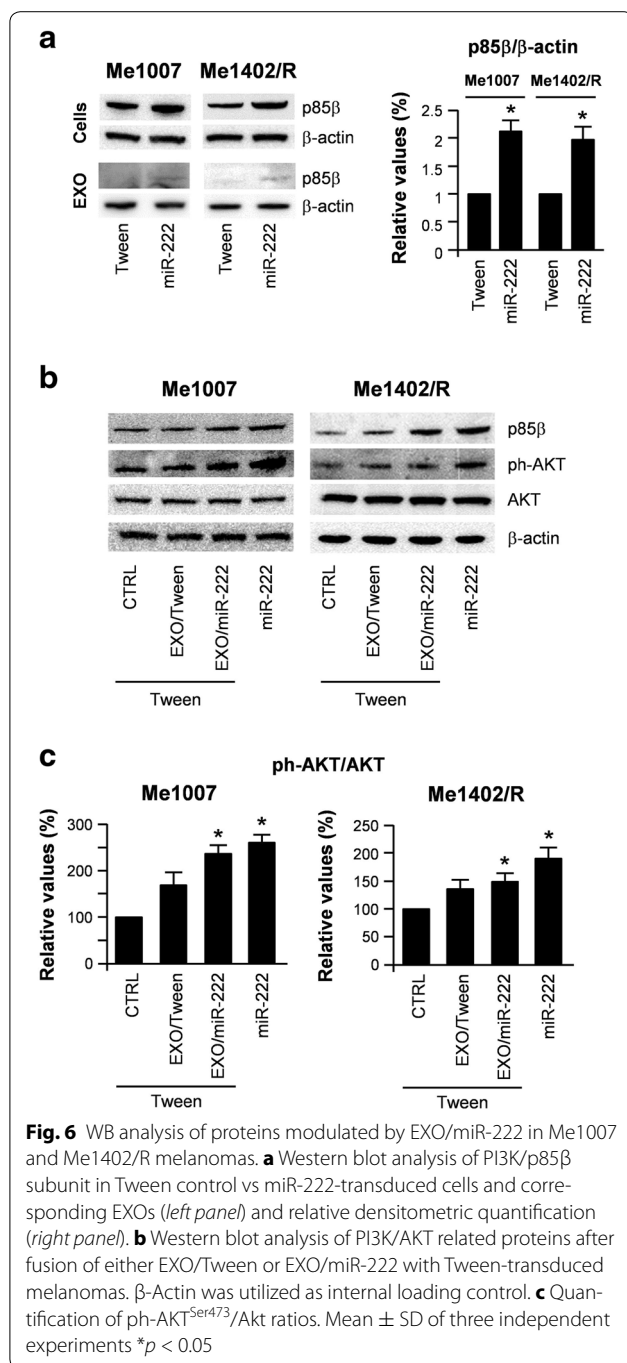 a
Me1007 Me1402/R
Cells
p85β
β-actin
EXO
p85β
β-actin
Tween
miR-222
Tween
miR-222
p85β/β-actin
Me1007 Me1402/R
Relative values (%)
2.5
2
1.5
1
0.5
0
*
*
Tween
miR-222
Tween
miR-222
b
Me1007 Me1402/R
p85β
ph-AKT
AKT
β-actin
CTRL
EXO/Tween
EXO/miR-222
miR-222
Tween
CTRL
EXO/Tween
EXO/miR-222
miR-222
Tween
c
ph-AKT/AKT
Me1007
Relative values (%)
300
200
100
0
*
*
CTRL
EXO/Tween
EXO/miR-222
miR-222
Tween
Me1402/R
Relative values (%)
250
200
150
100
50
0
*
*
CTRL
EXO/Tween
EXO/miR-222
miR-222
Tween
Fig. 6 WB analysis of proteins modulated by EXO/miR-222 in Me1007
and Me1402/R melanomas. a Western blot analysis of PI3K/p85β
subunit in Tween control vs miR-222-transduced cells and corre-
sponding EXOs (left panel) and relative densitometric quantification
(right panel). b Western blot analysis of PI3K/AKT related proteins after
fusion of either EXO/Tween or EXO/miR-222 with Tween-transduced
melanomas. β-Actin was utilized as internal loading control. c Quan-
tification of ph-AKTSer473/Akt ratios. Mean ± SD of three independent
experiments *p < 0.05